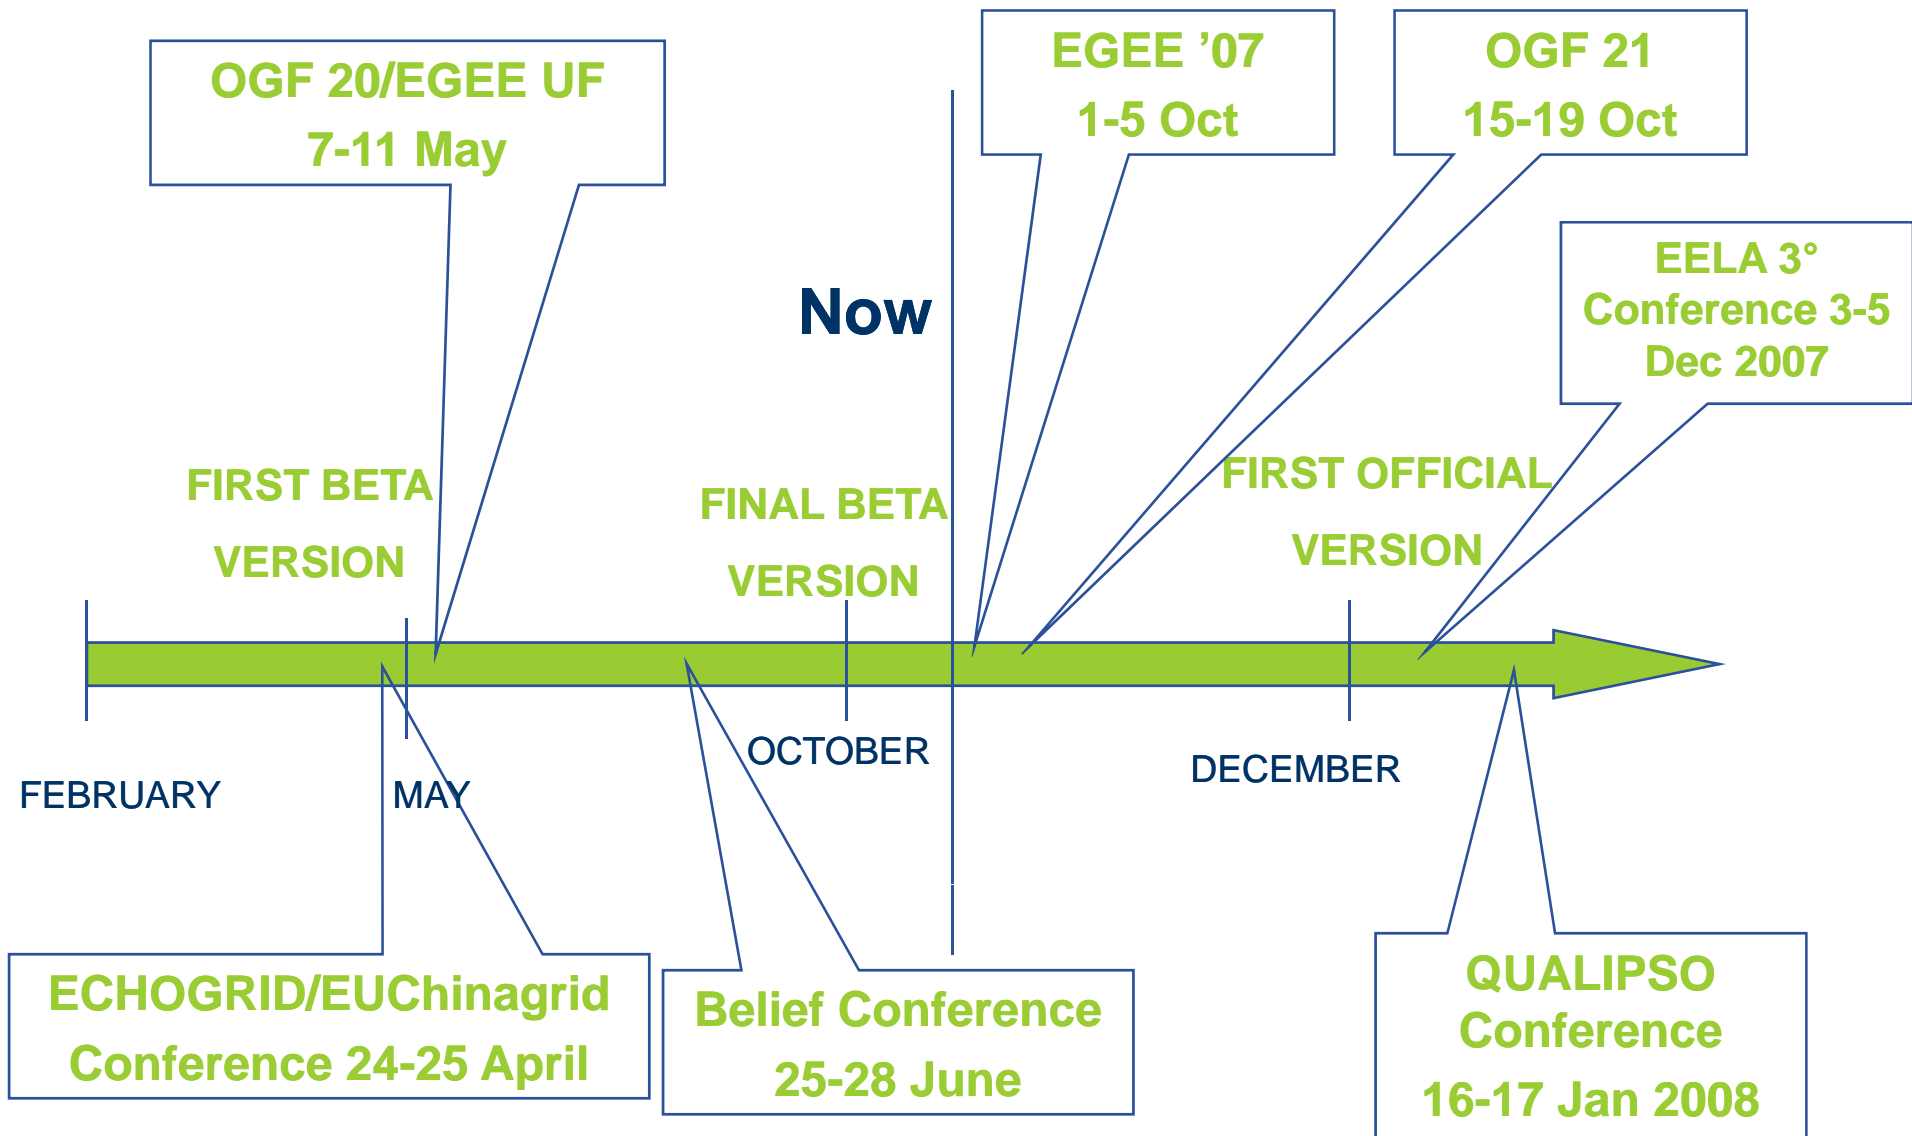 OGF 20/EGEE UF
7-11 May
EGEE ’07
1-5 Oct
OGF 21
15-19 Oct
EELA 3°
Conference 3-5
Dec 2007
Now
FIRST BETA
VERSION
FINAL BETA
VERSION
FIRST OFFICIAL
VERSION
FEBRUARY
MAY
OCTOBER
DECEMBER
ECHOGRID/EUChinagrid
Conference 24-25 April
Belief Conference
25-28 June
QUALIPSO
Conference
16-17 Jan 2008